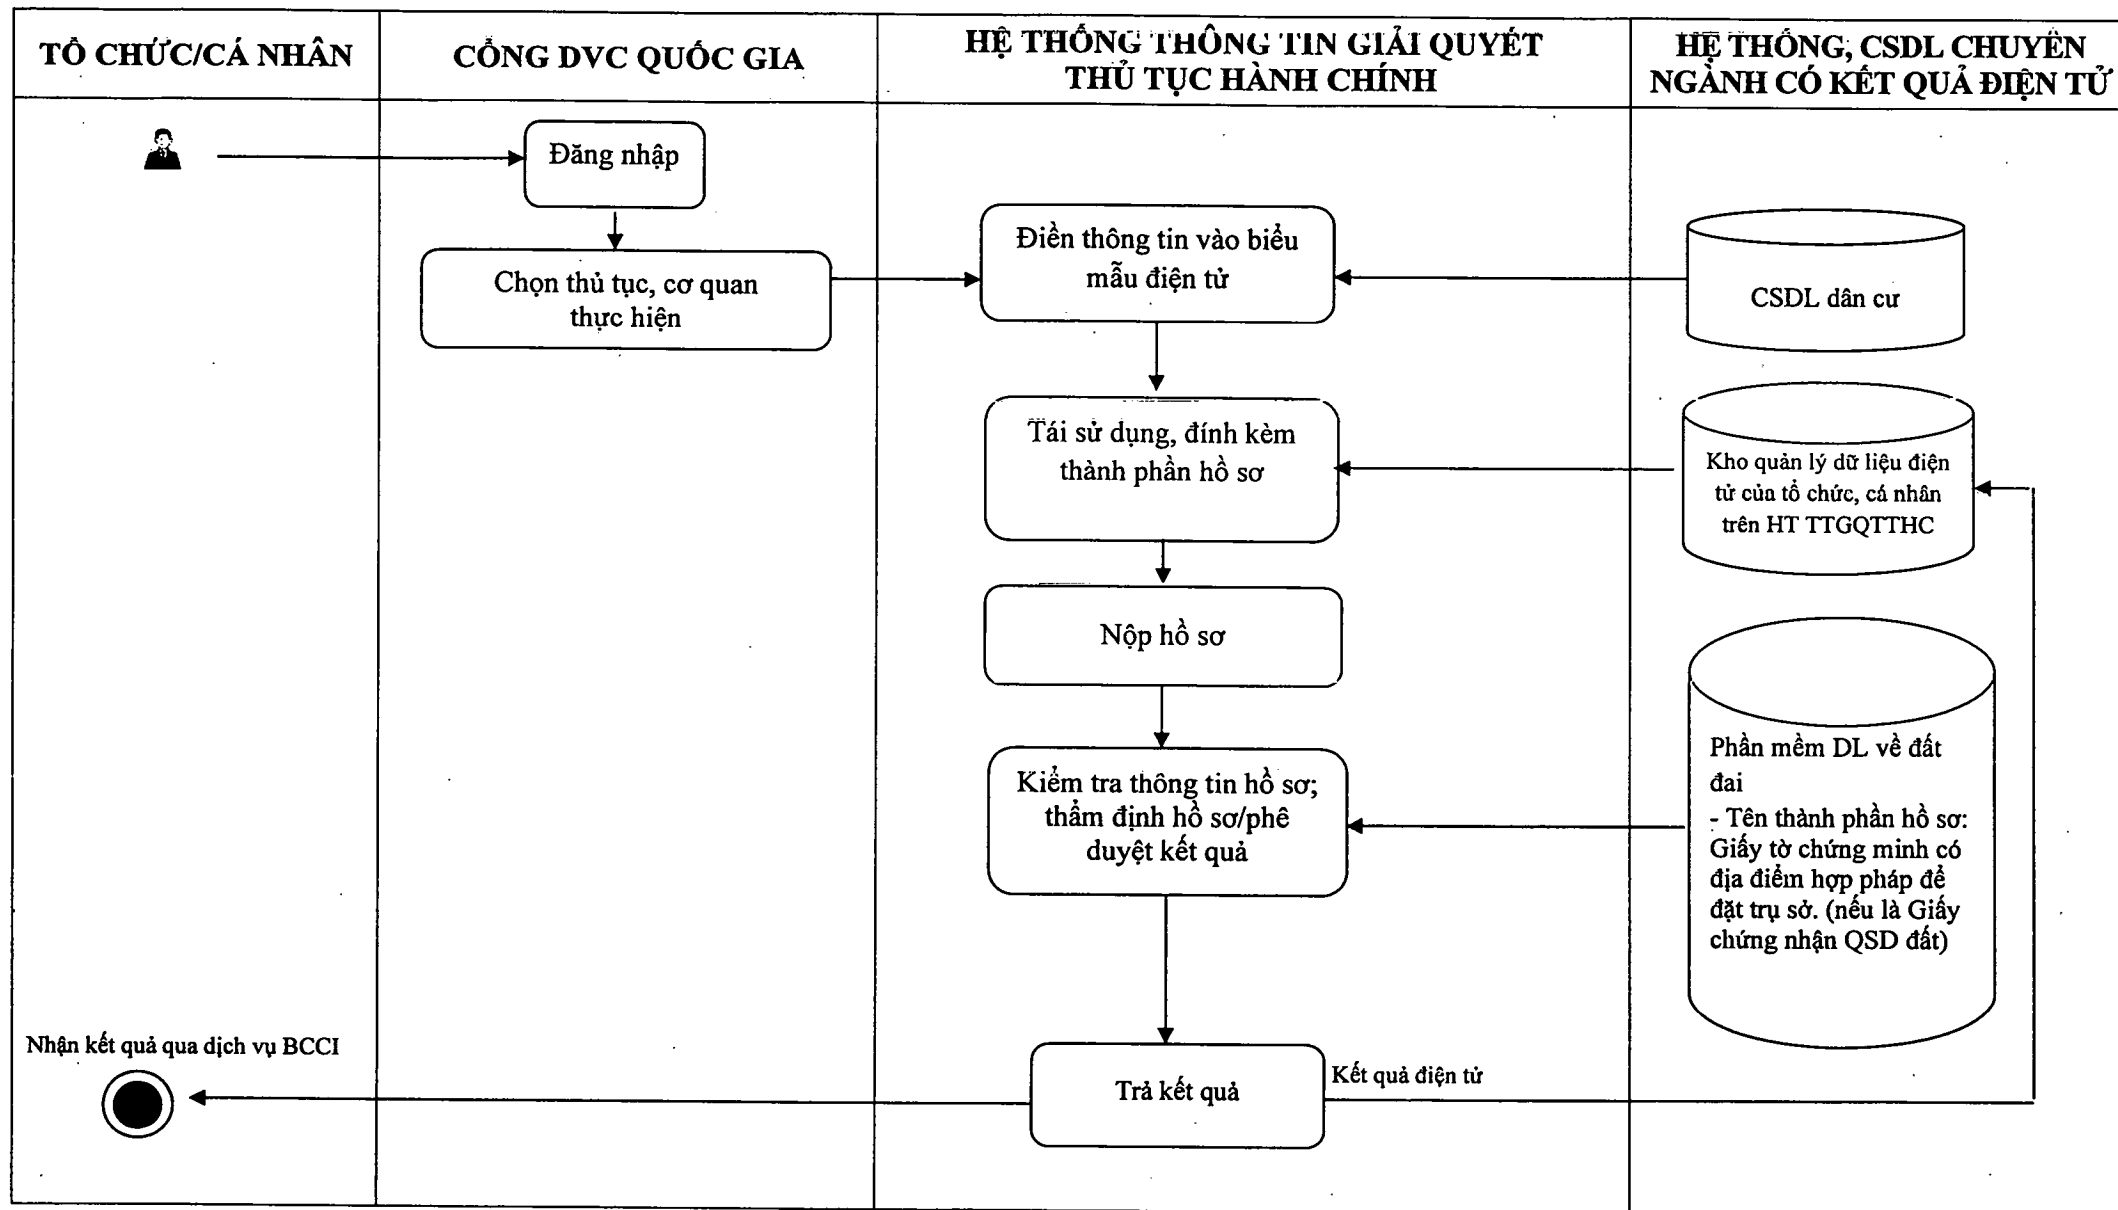 TỔ CHỨC/CÁ NHÂN
CỔNG DVC QUỐC GIA
HỆ THỐNG THÔNG TIN GIẢI QUYẾT
THỦ TỤC HÀNH CHÍNH
HỆ THỐNG, CSDL CHUYÊN
NGÀNH CÓ KẾT QUẢ ĐIỆN TỬ
Đăng nhập
Chọn thủ tục, cơ quan
thực hiện
Điền thông tin vào biểu
mẫu điện tử
CSDL dân cư
Tái sử dụng, đính kèm
thành phần hồ sơ
Kho quản lý dữ liệu điện
tử của tổ chức, cá nhân
trên HT TTGQTTHC
Nộp hồ sơ
Kiểm tra thông tin hồ sơ;
thẩm định hồ sơ/phê
duyệt kết quả
Phần mềm DL về đất
đai
- Tên thành phần hồ sơ:
Giấy tờ chứng minh có
địa điểm hợp pháp để
đặt trụ sở. (nếu là Giấy
chứng nhận QSD đất)
Nhận kết quả qua dịch vụ BCCI
Trả kết quả
Kết quả điện tử